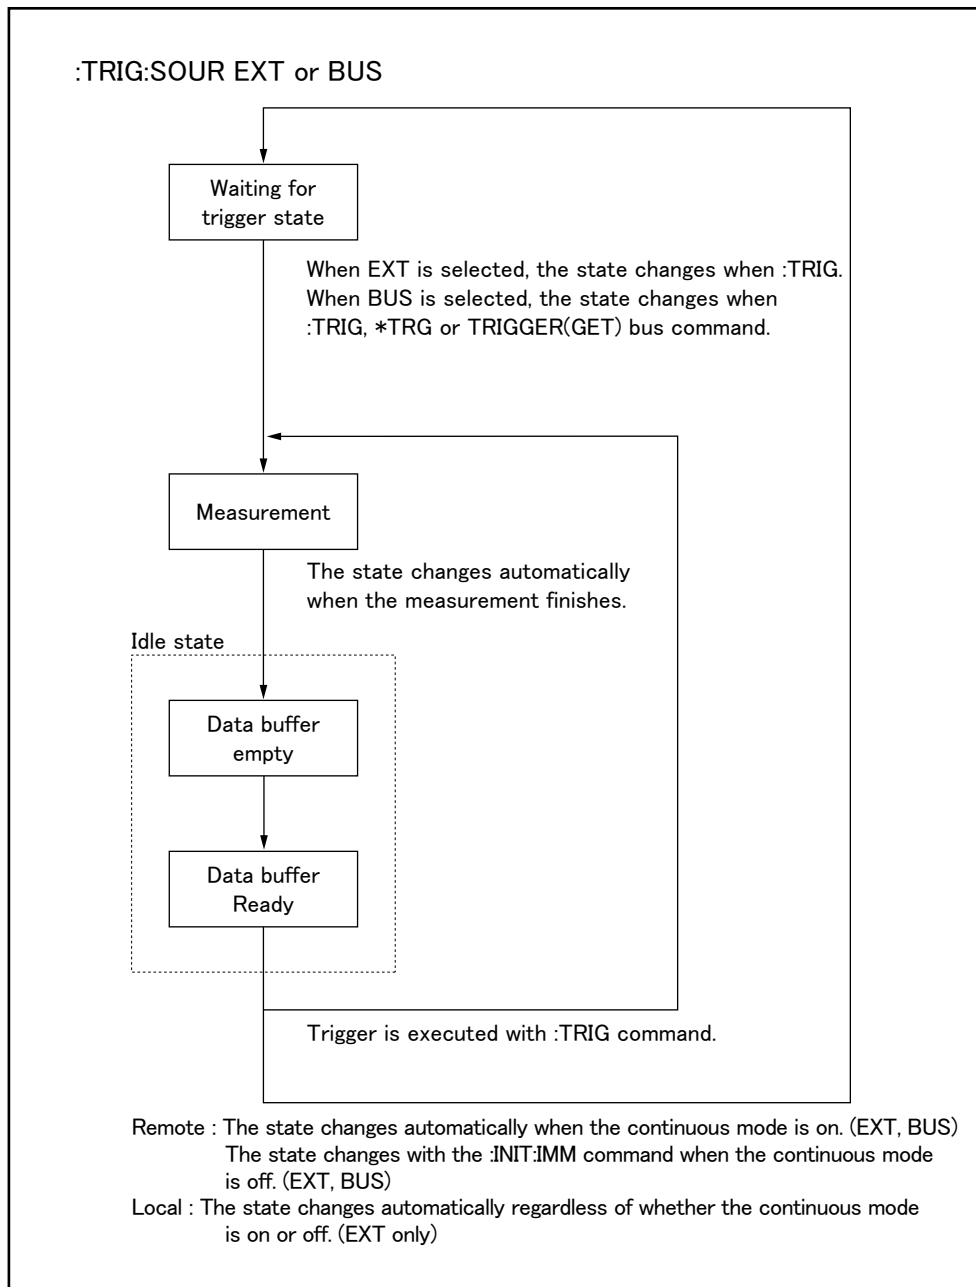 :TRIG:SOUR EXT or BUS
Waiting for
trigger state
When EXT is selected, the state changes when :TRIG.
When BUS is selected, the state changes when
:TRIG, *TRG or TRIGGER(GET) bus command.
Measurement
The state changes automatically
when the measurement finishes.
Idle state
Data buffer
empty
Data buffer
Ready
Trigger is executed with :TRIG command.
Remote : The state changes automatically when the continuous mode is on. (EXT, BUS)
The state changes with the :INIT:IMM command when the continuous mode
is off. (EXT, BUS)
Local : The state changes automatically regardless of whether the continuous mode
is on or off. (EXT only)